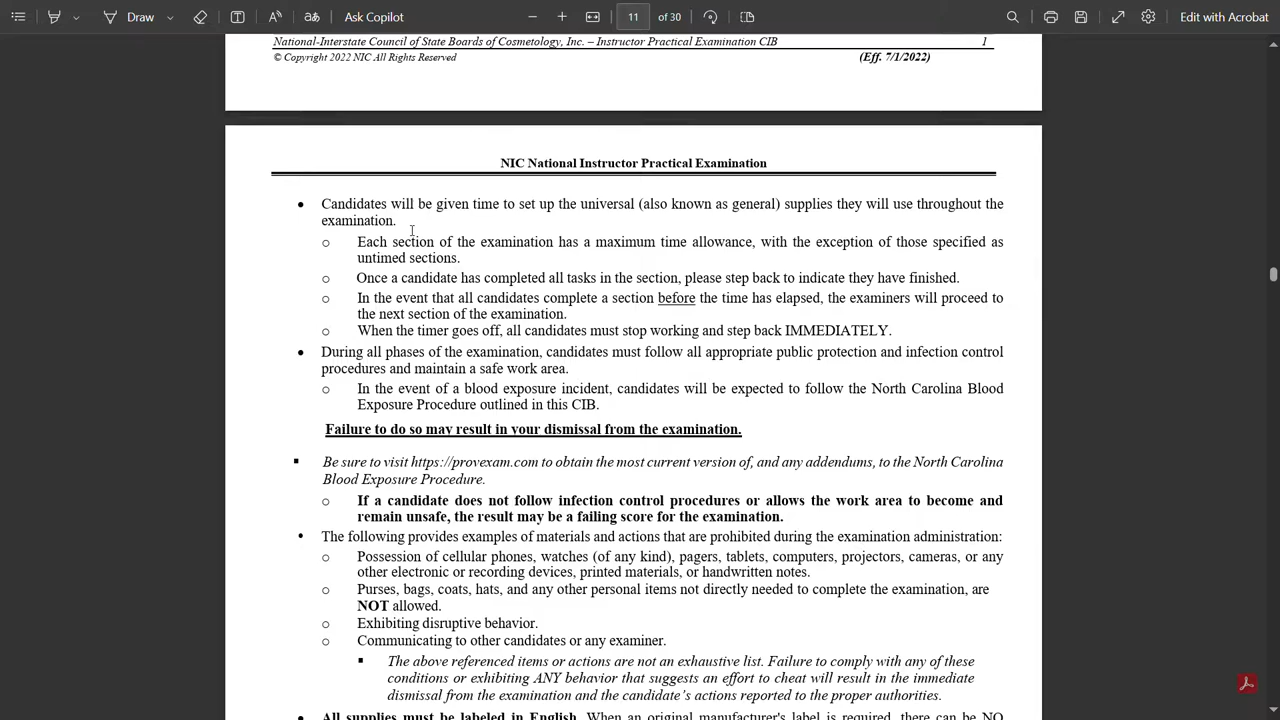 Draw
11 of 30
Edit with Acrobat
National-Interstate Council of State Boards of Cosmetology, Inc. – Instructor Practical Examination CIB 1
© Copyright 2022 NIC All Rights Reserved (Eff. 7/1/2022)
NIC National Instructor Practical Examination
• Candidates will be given time to set up the universal (also known as general) supplies they will use throughout the
examination.
o Each section of the examination has a maximum time allowance, with the exception of those specified as
untimed sections.
o Once a candidate has completed all tasks in the section, please step back to indicate they have finished.
o In the event that all candidates complete a section before the time has elapsed, the examiners will proceed to
the next section of the examination.
o When the timer goes off, all candidates must stop working and step back IMMEDIATELY.
• During all phases of the examination, candidates must follow all appropriate public protection and infection control
procedures and maintain a safe work area.
o In the event of a blood exposure incident, candidates will be expected to follow the North Carolina Blood
Exposure Procedure outlined in this CIB.
Failure to do so may result in your dismissal from the examination.
▪ Be sure to visit https://provexam.com to obtain the most current version of, and any addendums, to the North Carolina
Blood Exposure Procedure.
o If a candidate does not follow infection control procedures or allows the work area to become and
remain unsafe, the result may be a failing score for the examination.
• The following provides examples of materials and actions that are prohibited during the examination administration:
o Possession of cellular phones, watches (of any kind), pagers, tablets, computers, projectors, cameras, or any
other electronic or recording devices, printed materials, or handwritten notes.
o Purses, bags, coats, hats, and any other personal items not directly needed to complete the examination, are
NOT allowed.
o Exhibiting disruptive behavior.
o Communicating to other candidates or any examiner.
▪ The above referenced items or actions are not an exhaustive list. Failure to comply with any of these
conditions or exhibiting ANY behavior that suggests an effort to cheat will result in the immediate
dismissal from the examination and the candidate's actions reported to the proper authorities.
• All supplies must be labeled in English. When an original manufacturer's label is required, there can be NO